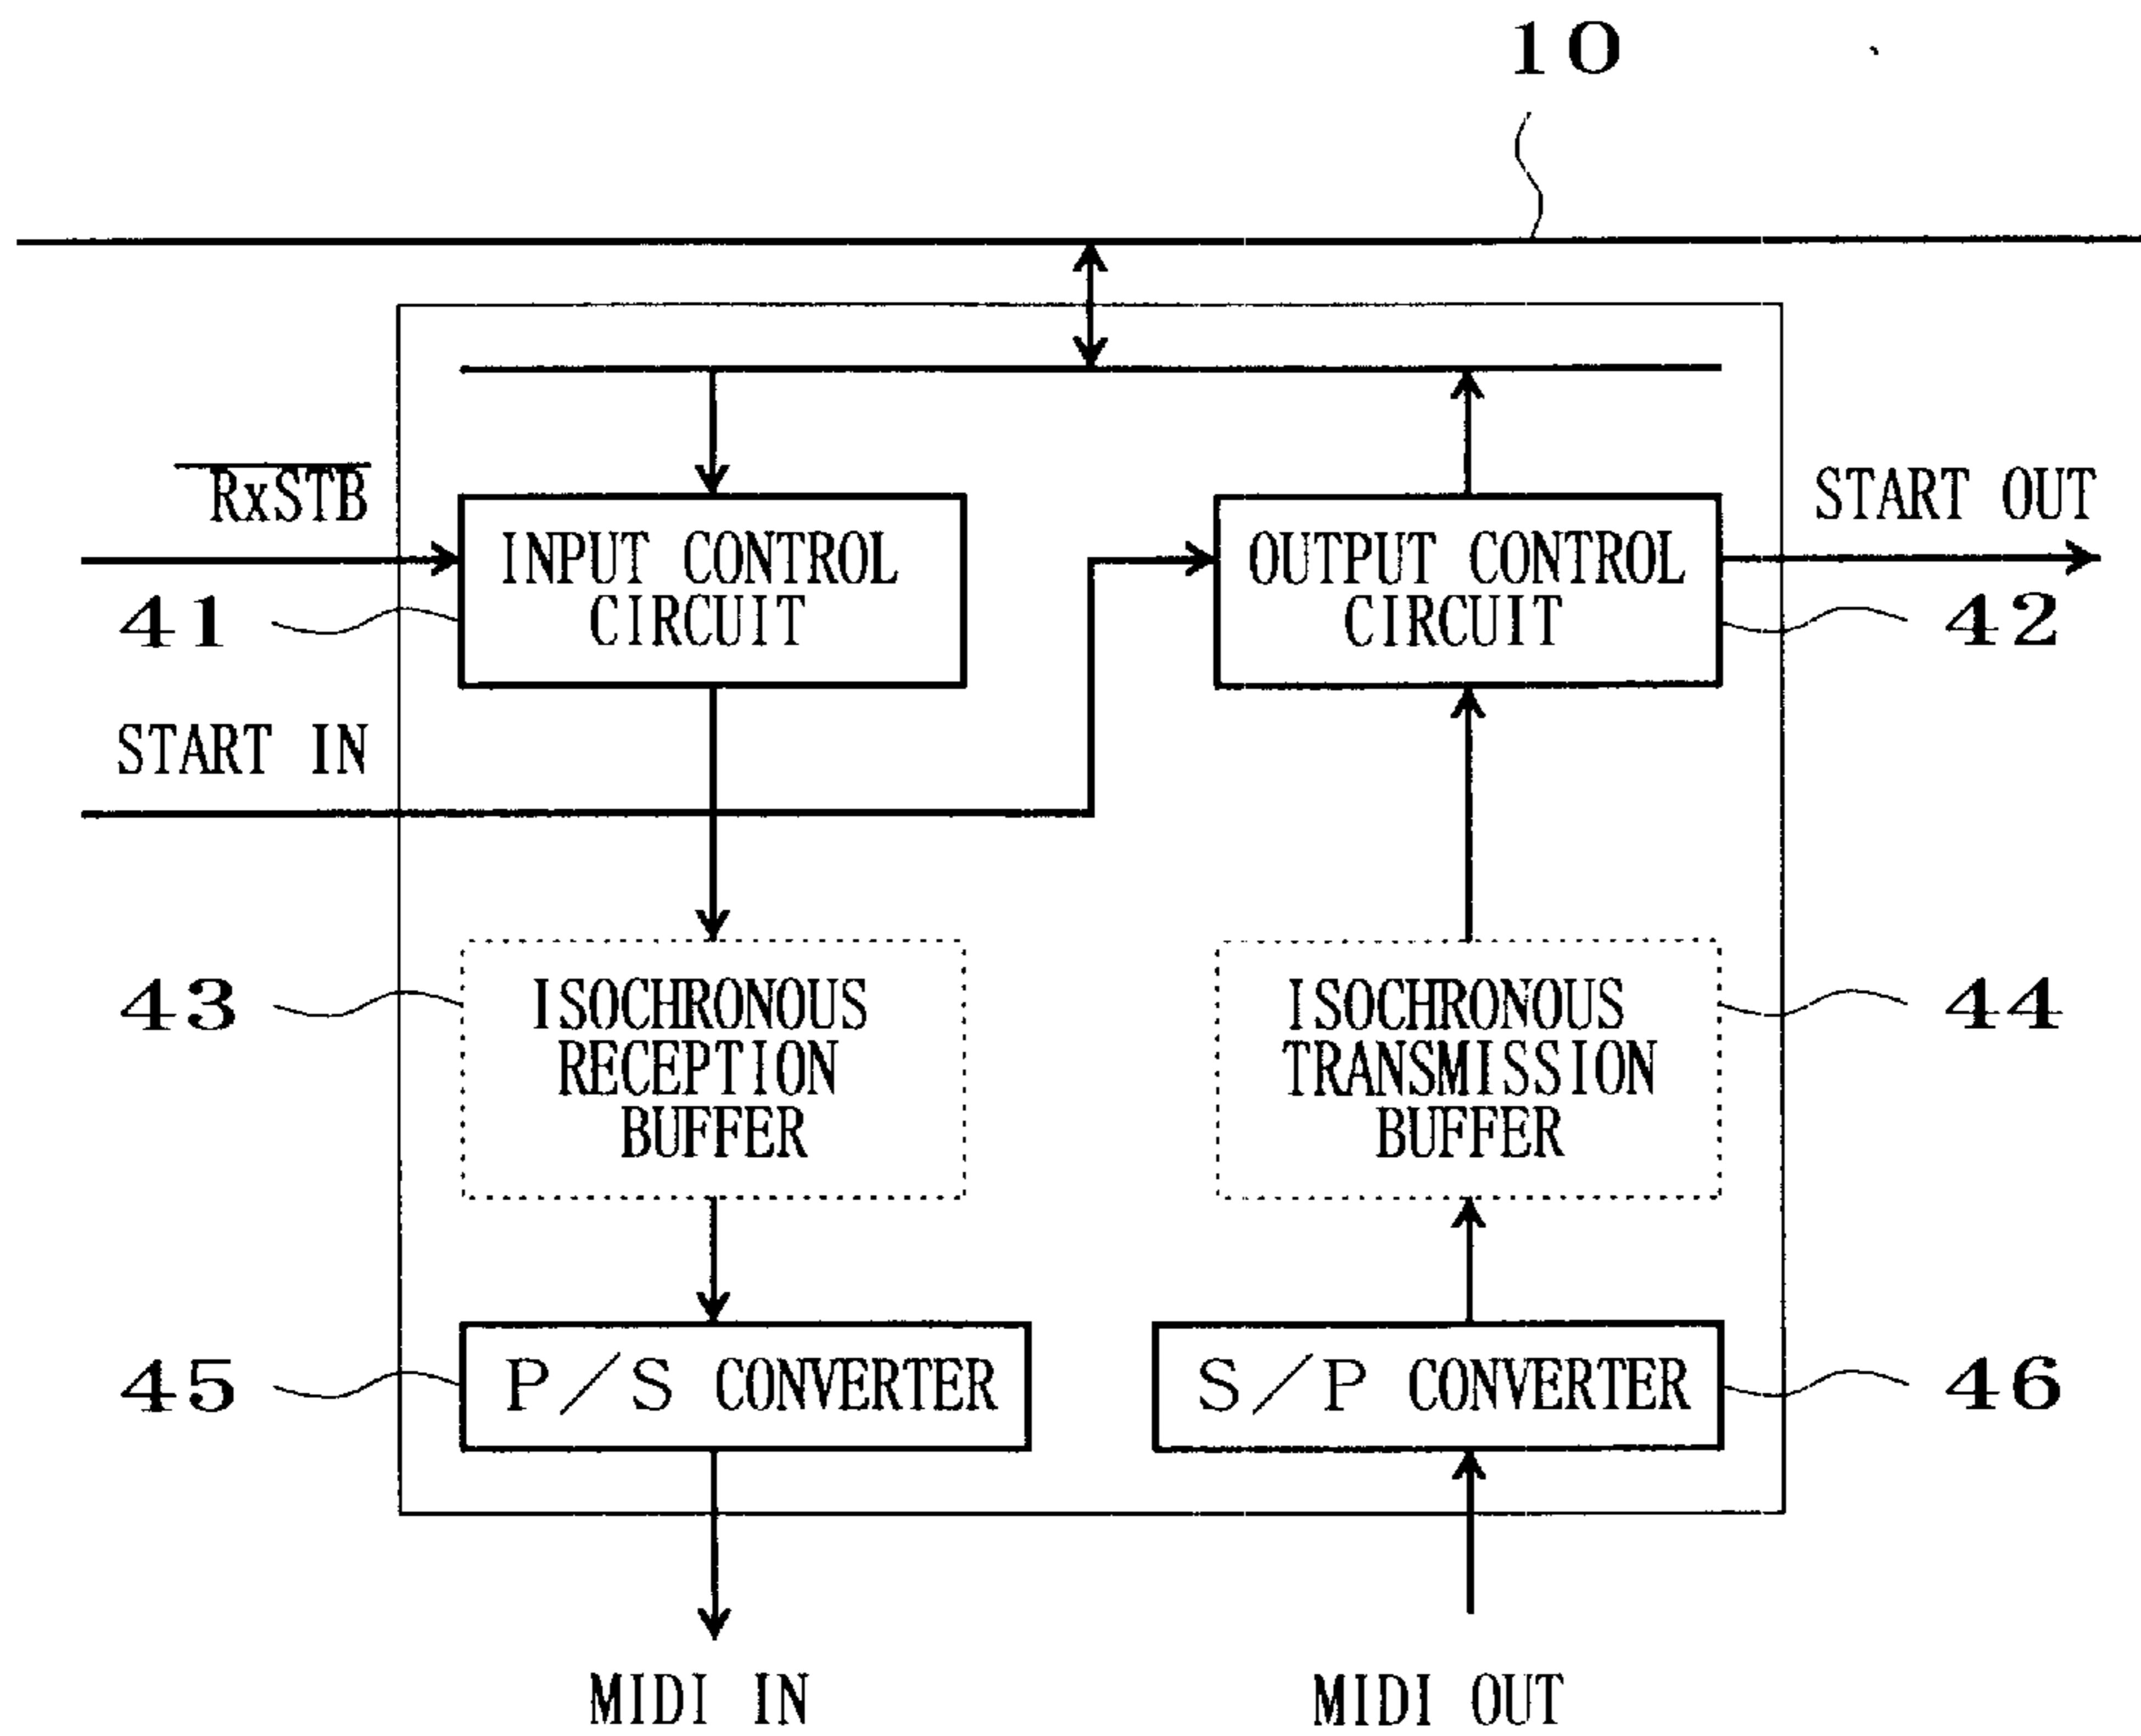 10
RxSTB
INPUT CONTROL
CIRCUIT
OUTPUT CONTROL
CIRCUIT
START OUT
41
42
START IN
43
ISOCHRONOUS
RECEPTION
BUFFER
ISOCHRONOUS
TRANSMISSION
BUFFER
44
45
P/S CONVERTER
S/P CONVERTER
46
MIDI IN
MIDI OUT